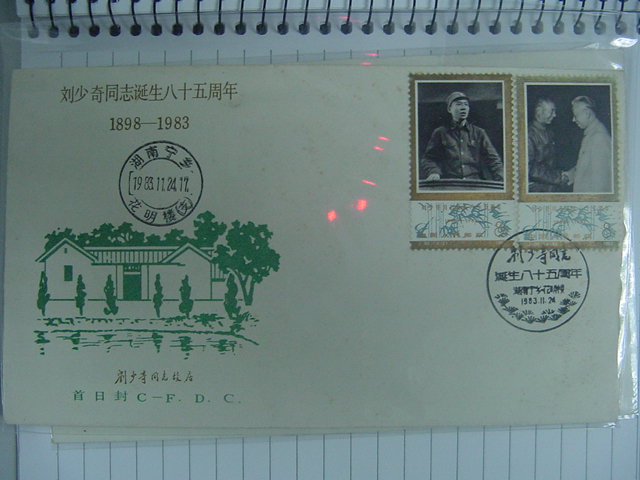 刘少奇同志诞生八十五周年
1898—1983
湖南宁乡
1983.11.24.17.
花明楼(支)
刘少奇同志
诞生八十五周年
1983.11.24
劉少奇同志故居
首日封 C—F. D. C.